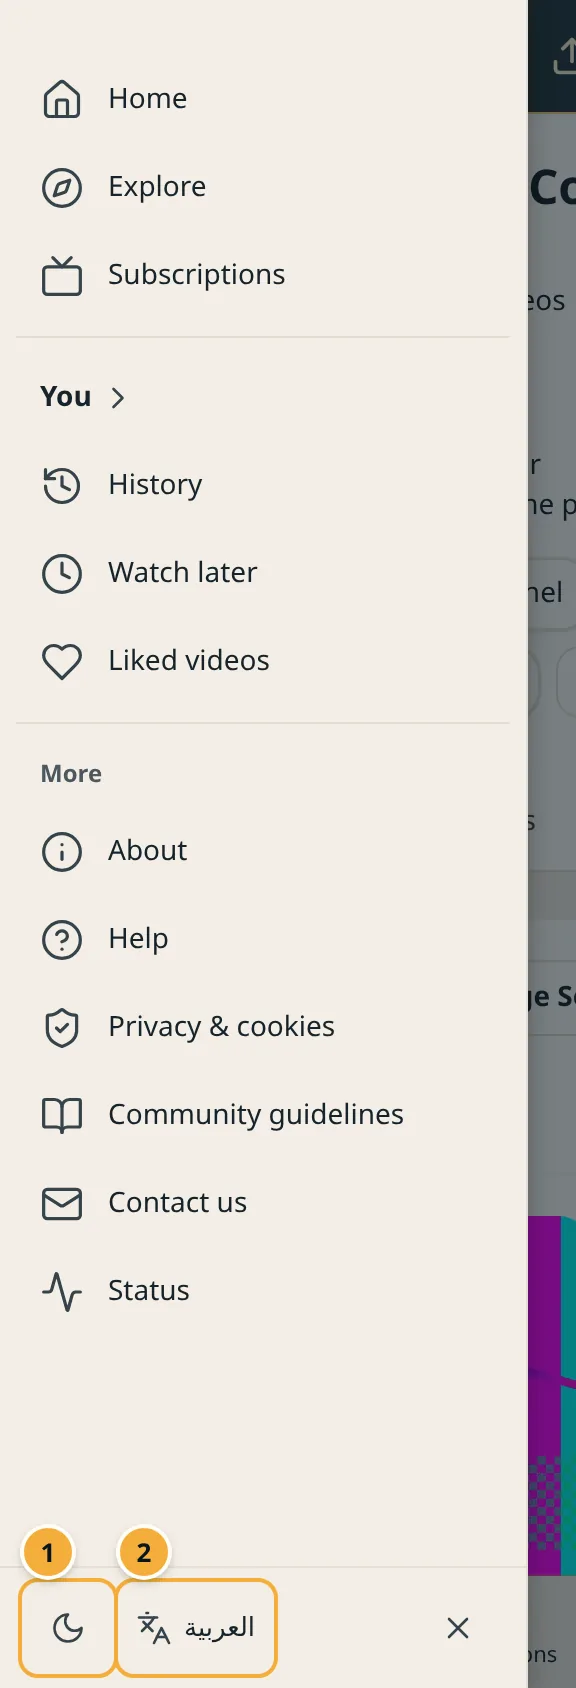 Home
Explore
Subscriptions
You
History
Watch later
Liked videos
More
About
Help
Privacy & cookies
Community guidelines
Contact us
Status
1
2
العربية